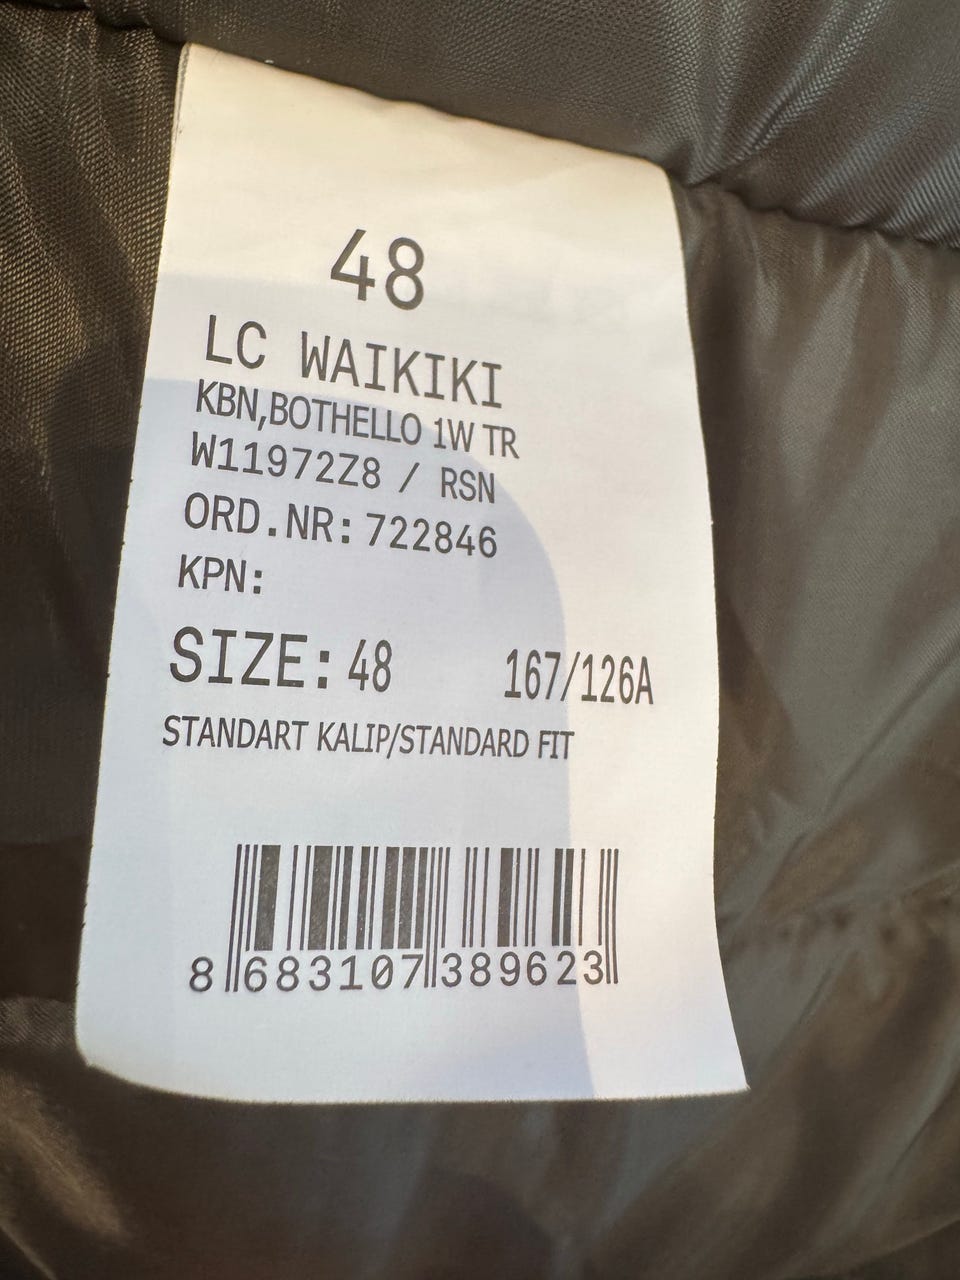 48
LC WAIKIKI
KBN,BOTHELLO 1W TR
W11972Z8 / RSN
ORD.NR: 722846
KPN:
SIZE: 48 167/126A
STANDART KALIP/STANDARD FIT
8 683107 389623